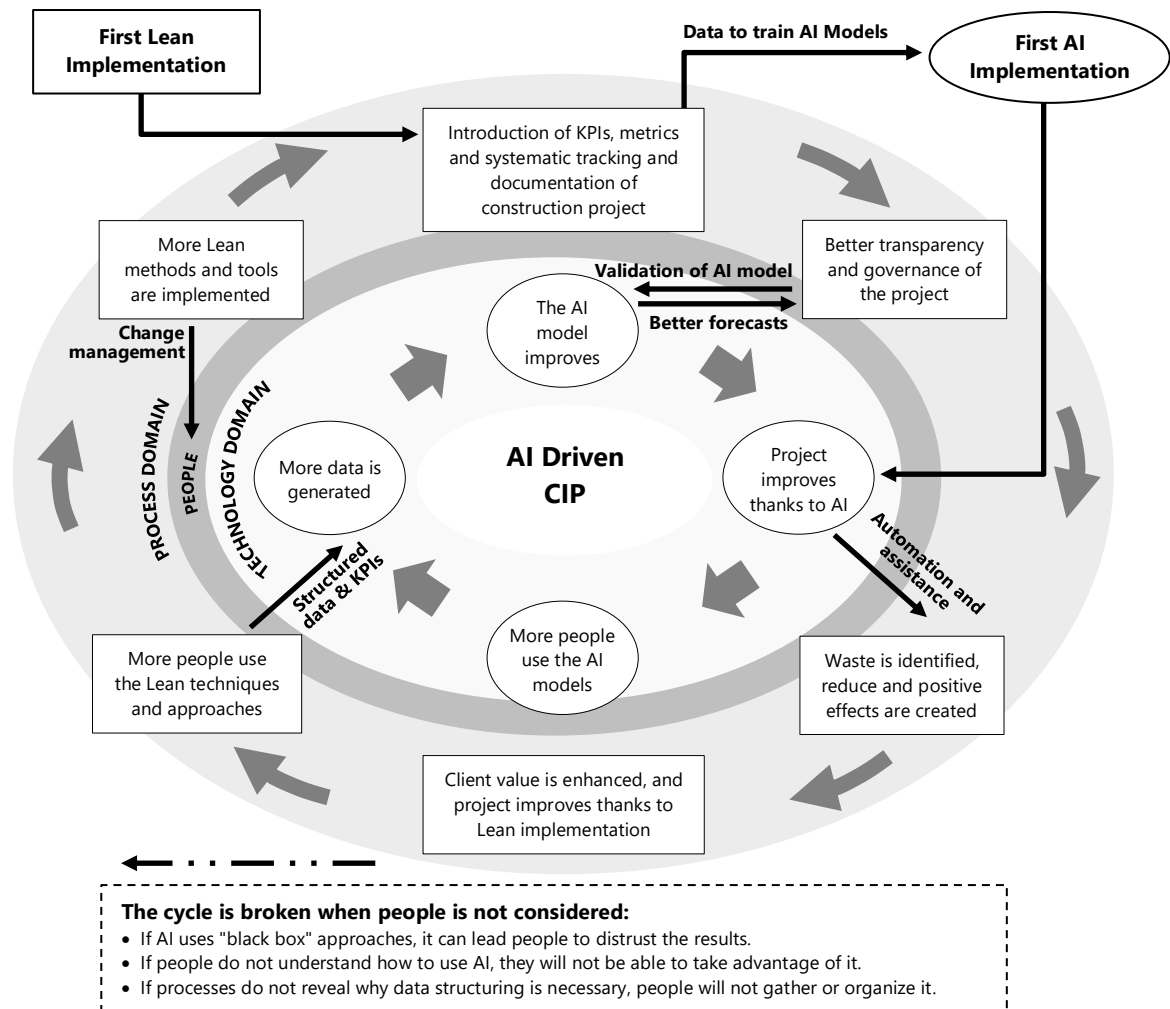 First Lean
Implementation
Data to train AI Models
First AI
Implementation
Introduction of KPIs, metrics
and systematic tracking and
documentation of
construction project
More Lean
methods and tools
are implemented
Better transparency
and governance of
the project
Validation of AI model
Better forecasts
The AI
model
improves
Change
management
PROCESS DOMAIN
PEOPLE
TECHNOLOGY DOMAIN
More data is
generated
AI Driven
CIP
Project
improves
thanks to AI
Automation and
assistance
Structured
data & KPIs
More people
use the AI
models
More people use
the Lean techniques
and approaches
Waste is identified,
reduce and positive
effects are created
Client value is enhanced, and
project improves thanks to
Lean implementation
The cycle is broken when people is not considered:
• If AI uses "black box" approaches, it can lead people to distrust the results.
• If people do not understand how to use AI, they will not be able to take advantage of it.
• If processes do not reveal why data structuring is necessary, people will not gather or organize it.